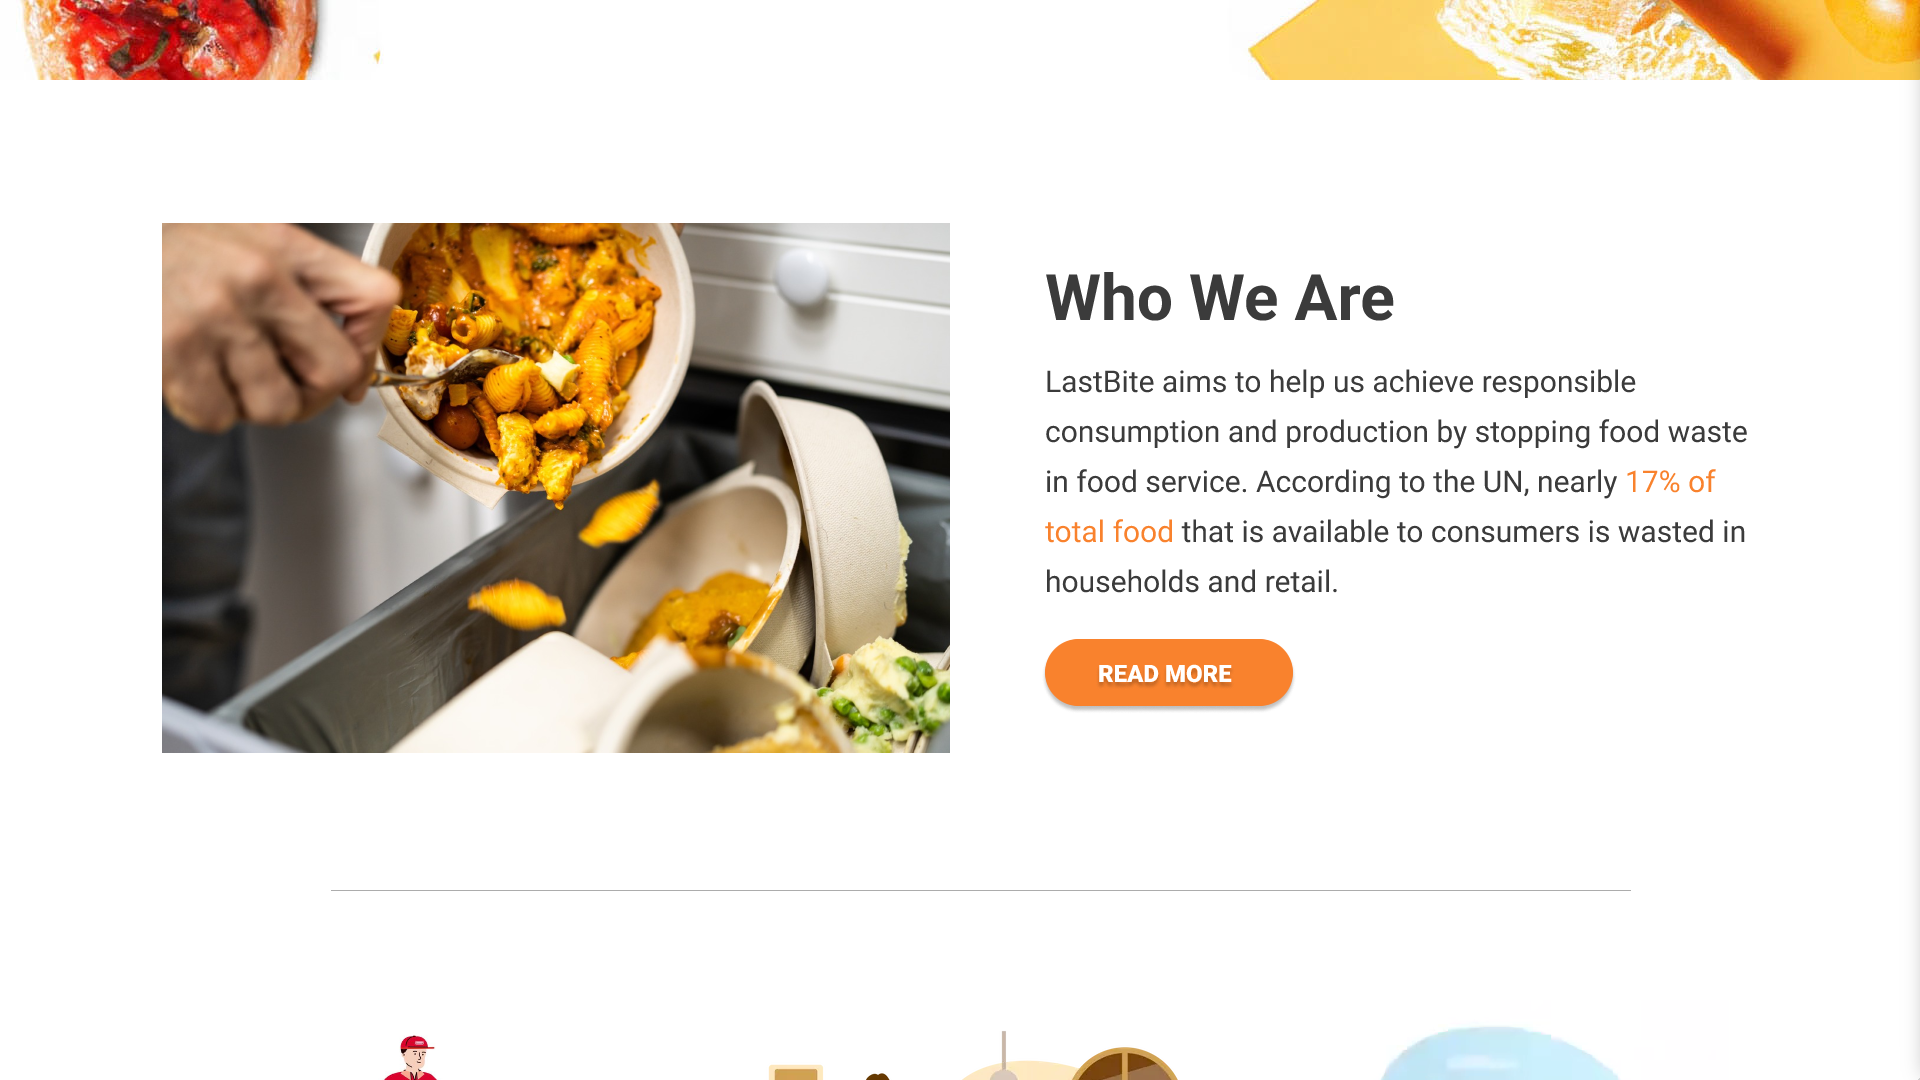 Who We Are
LastBite aims to help us achieve responsible
consumption and production by stopping food waste
in food service. According to the UN, nearly 17% of
total food that is available to consumers is wasted in
households and retail.
READ MORE